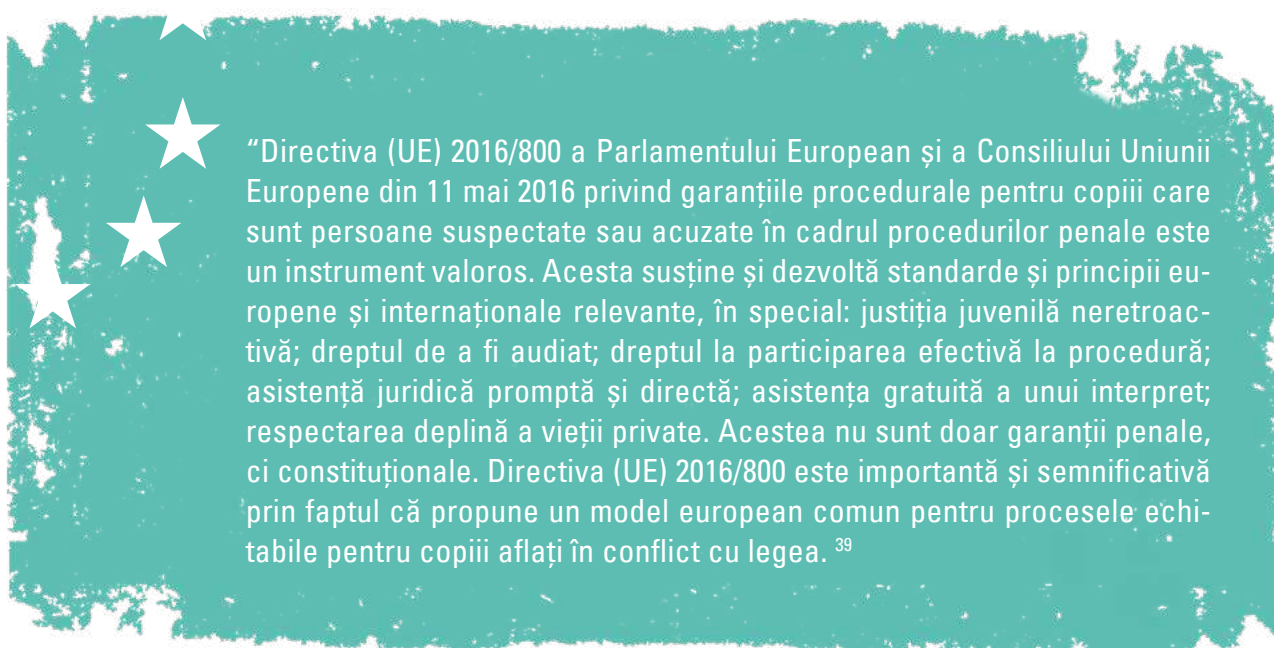 “Directiva (UE) 2016/800 a Parlamentului European și a Consiliului Uniunii
Europene din 11 mai 2016 privind garanțiile procedurale pentru copiii care
sunt persoane suspectate sau acuzate în cadrul procedurilor penale este
un instrument valoros. Acesta susține și dezvoltă standarde și principii eu-
ropene și internaționale relevante, în special: justiția juvenilă neretroac-
tivă; dreptul de a fi audiat; dreptul la participarea efectivă la procedură;
asistență juridică promptă și directă; asistența gratuită a unui interpret;
respectarea deplină a vieții private. Acestea nu sunt doar garanții penale,
ci constituționale. Directiva (UE) 2016/800 este importantă și semnificativă
prin faptul că propune un model european comun pentru procesele echi-
tabile pentru copiii aflați în conflict cu legea. 39